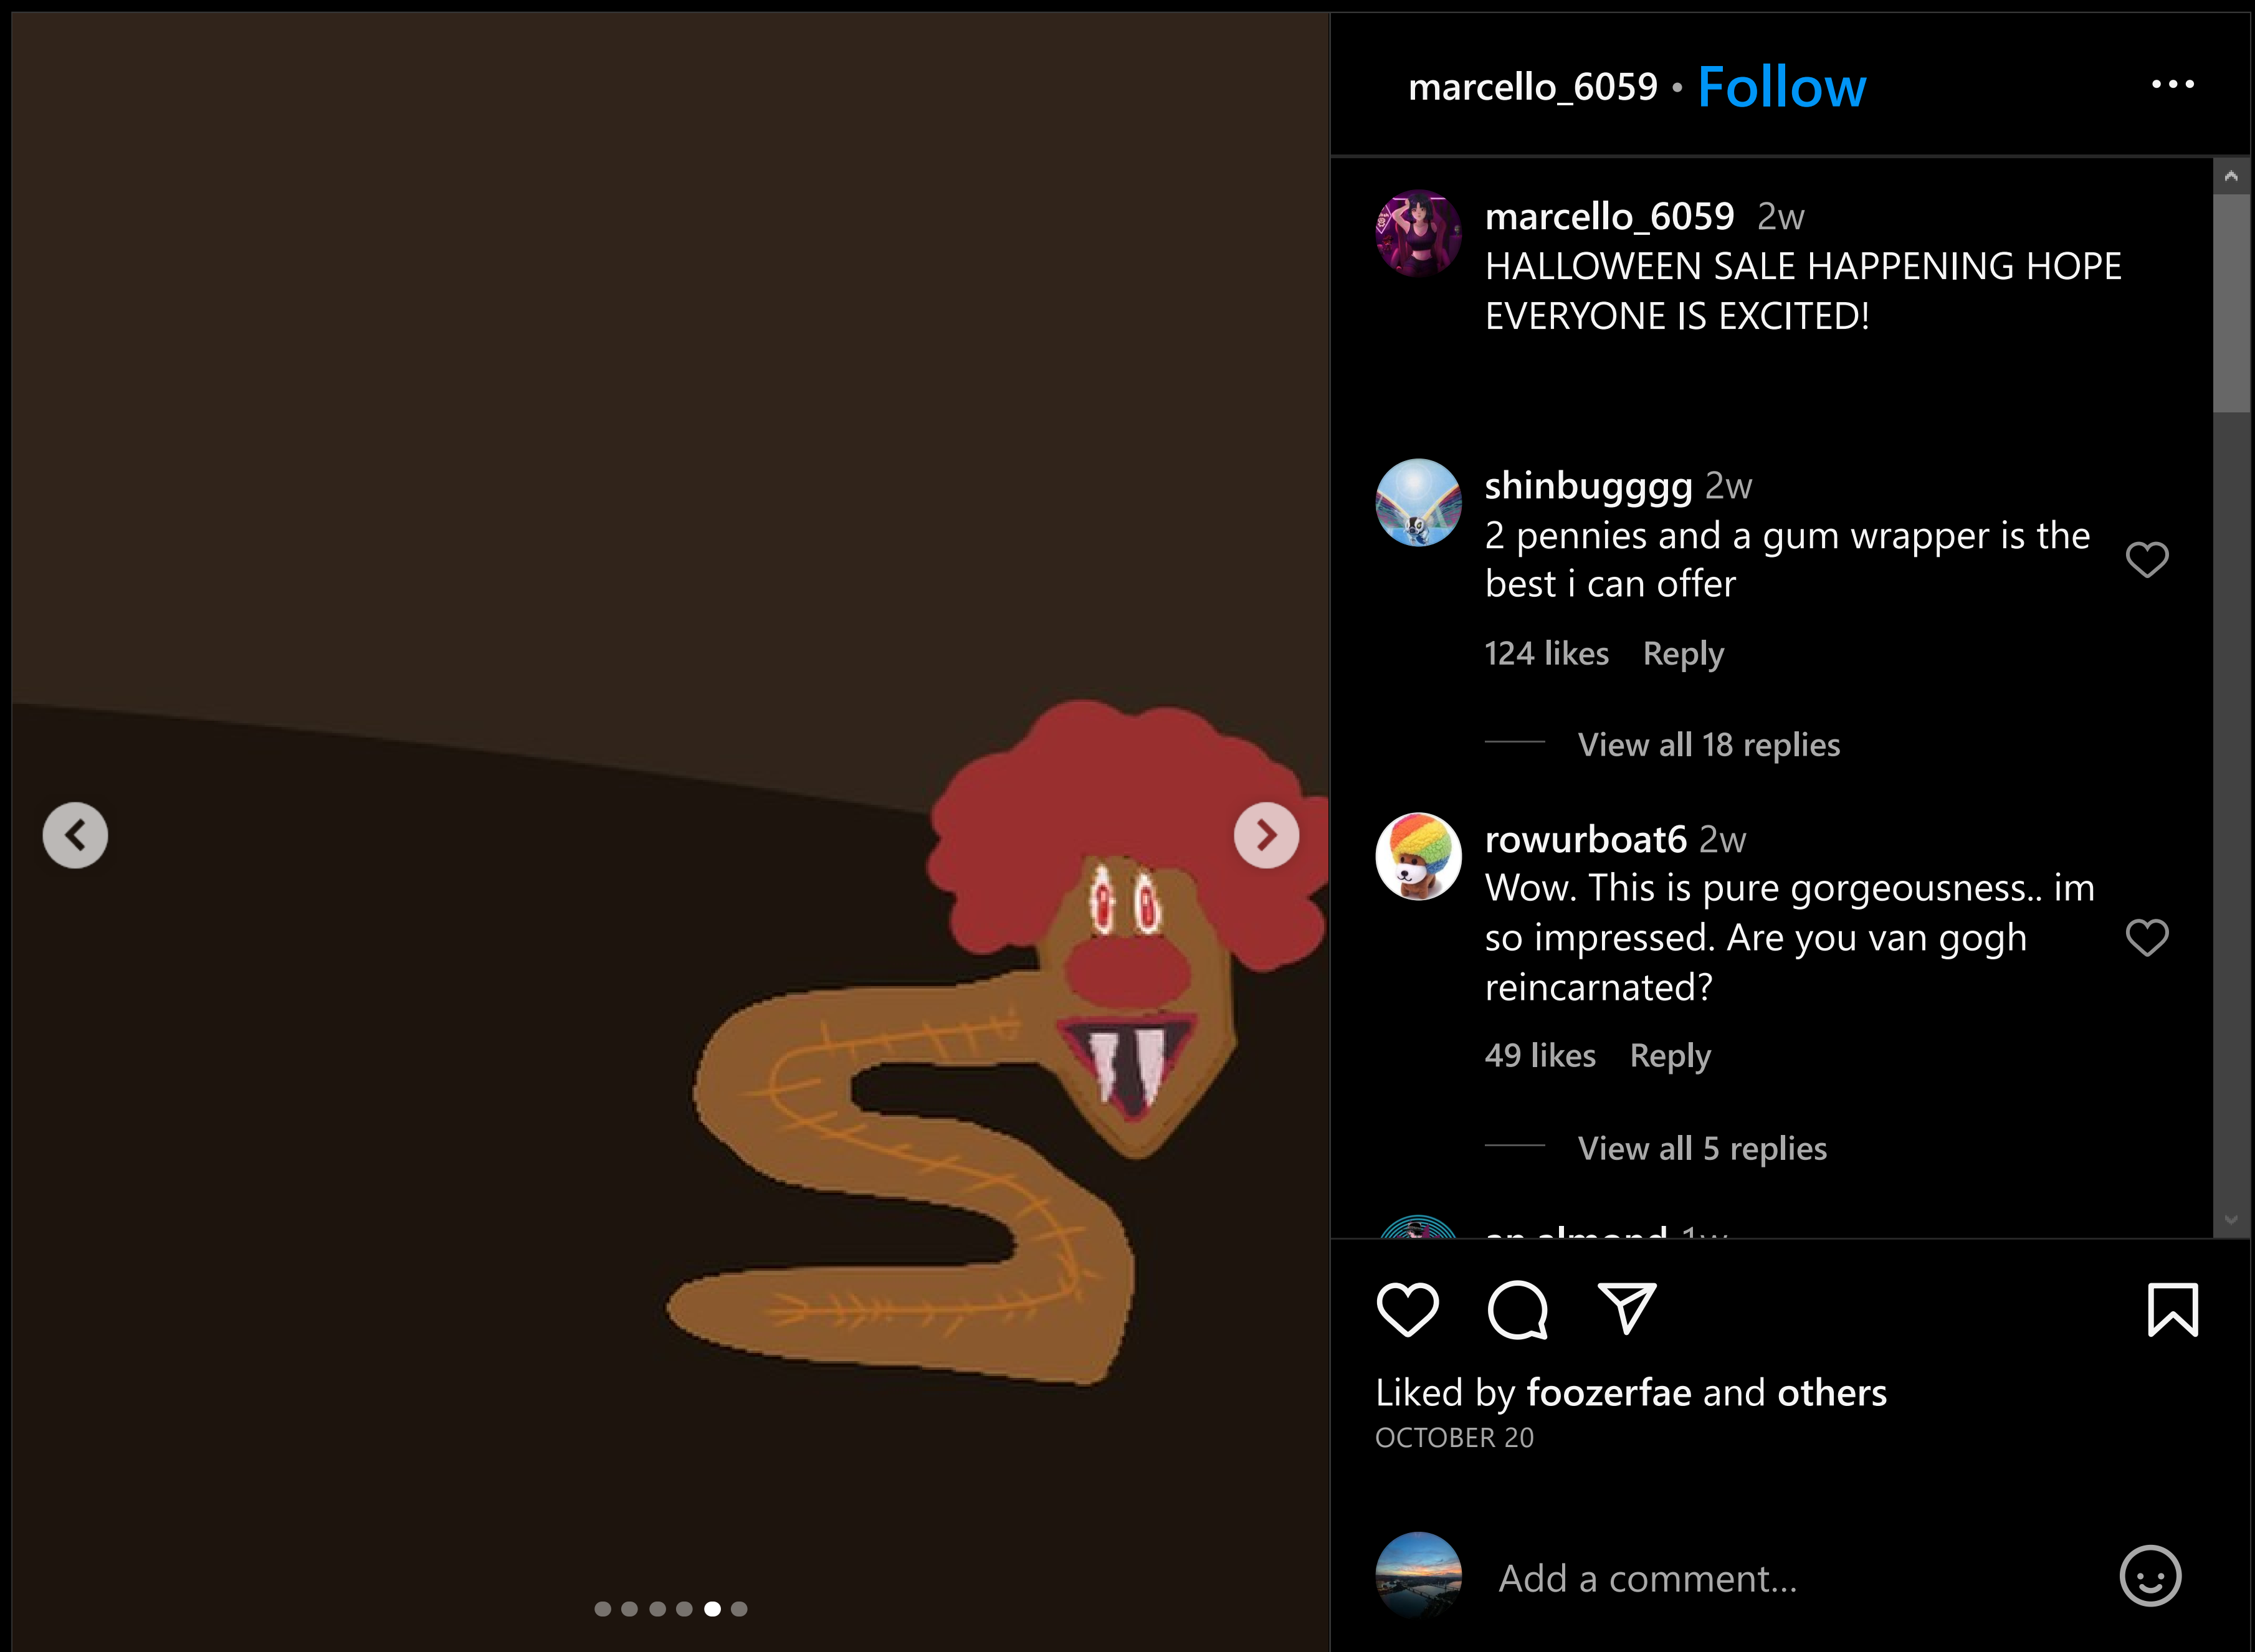 marcello_6059 • Follow
marcello_6059 2w
HALLOWEEN SALE HAPPENING HOPE
EVERYONE IS EXCITED!
shinbugggg 2w
2 pennies and a gum wrapper is the
best i can offer
124 likes Reply
View all 18 replies
rowurboat6 2w
Wow. This is pure gorgeousness.. im
so impressed. Are you van gogh
reincarnated?
49 likes Reply
View all 5 replies
an almond 1w
Liked by foozerfae and others
OCTOBER 20
Add a comment...